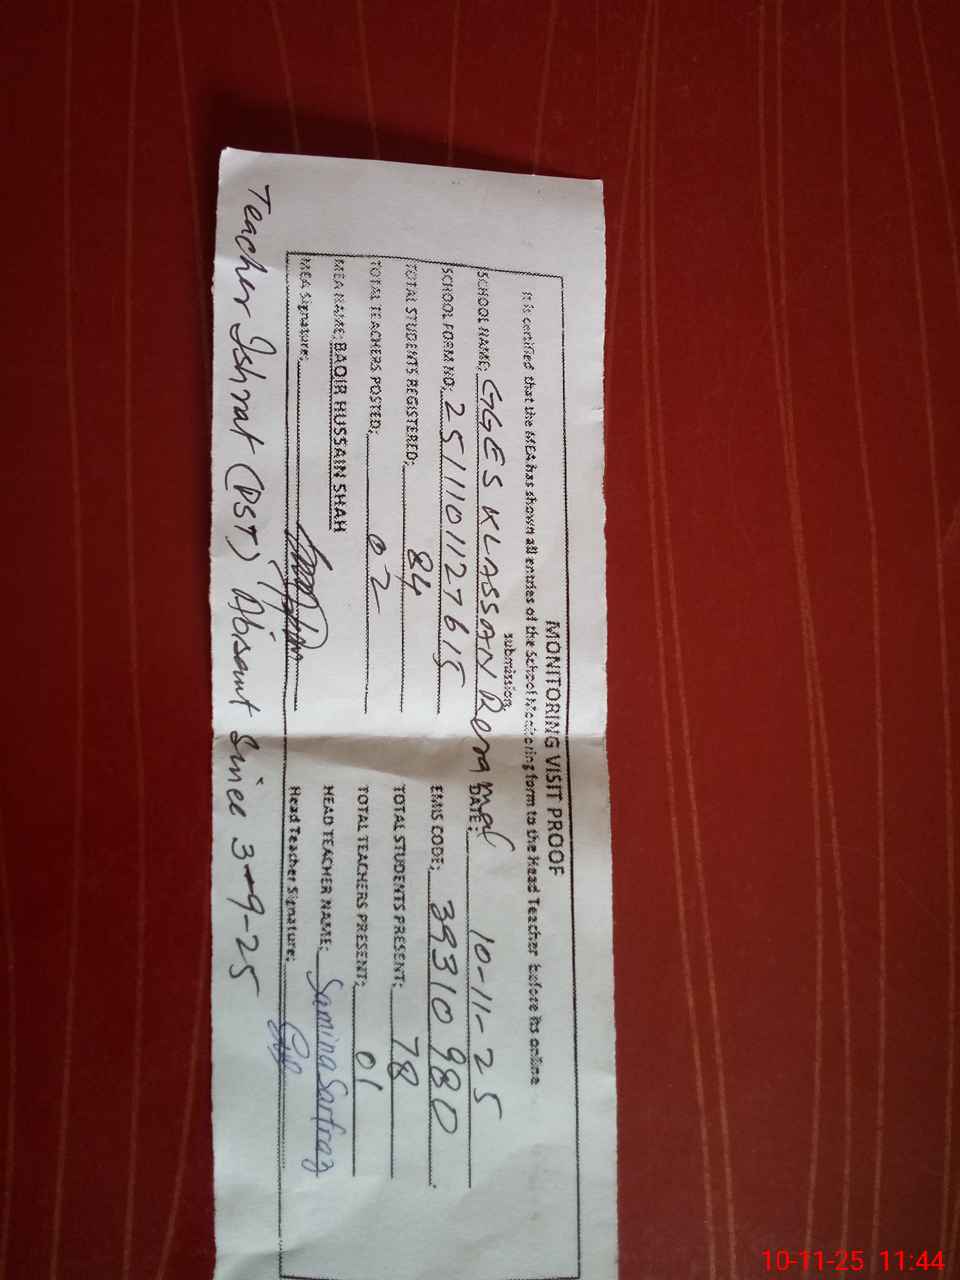 MONITORING VISIT PROOF
It is certified that the MEA has shown all entries of the School Monitoring form to the Head Teacher before its online
submission
SCHOOL NAME: GGES KLASSAN Renamal DATE: 10-11-25
SCHOOL FORM NO: 251110112761 EMIS CODE: 39310980
TOTAL STUDENTS REGISTERED: 84 TOTAL STUDENTS PRESENT: 78
TOTAL TEACHERS POSTED: 02 TOTAL TEACHERS PRESENT: 01
MEA NAME: BAQIR HUSSAIN SHAH HEAD TEACHER NAME: Samina Sarfraz
MEA Signature: Head Teacher Signature:
Teacher Ishrat (PST) Absant Since 3-9-25
10-11-25 11:44